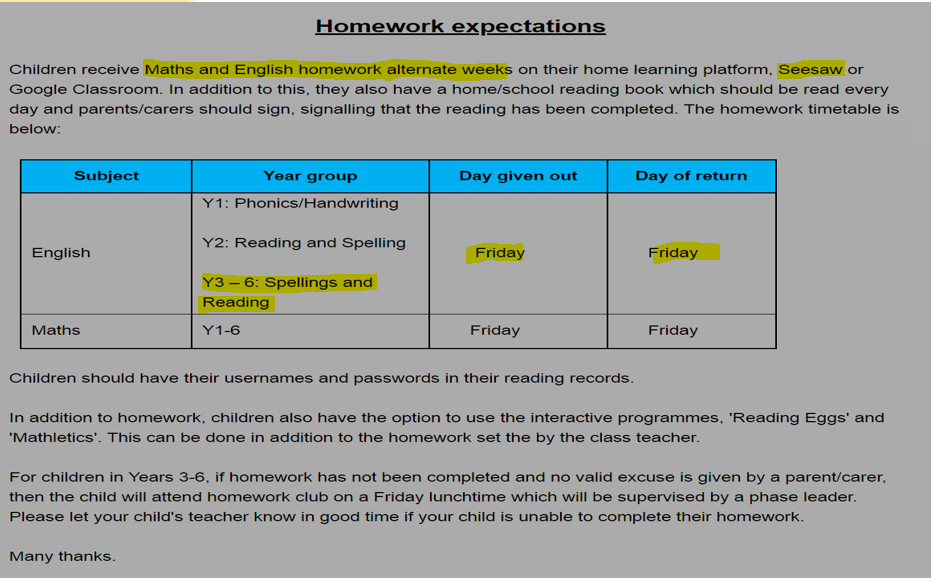 Homework expectations
Children receive Maths and English homework alternate weeks on their home learning platform, Seesaw or
Google Classroom. In addition to this, they also have a home/school reading book which should be read every
day and parents/carers should sign, signalling that the reading has been completed. The homework timetable is
below:
Subject Year group Day given out Day of return
Y1: Phonics/Handwriting
Y2: Reading and Spelling
English Friday Friday
Y3 – 6: Spellings and
Reading
Maths Y1-6 Friday Friday
Children should have their usernames and passwords in their reading records.
In addition to homework, children also have the option to use the interactive programmes, 'Reading Eggs' and
'Mathletics'. This can be done in addition to the homework set the by the class teacher.
For children in Years 3-6, if homework has not been completed and no valid excuse is given by a parent/carer,
then the child will attend homework club on a Friday lunchtime which will be supervised by a phase leader.
Please let your child's teacher know in good time if your child is unable to complete their homework.
Many thanks.